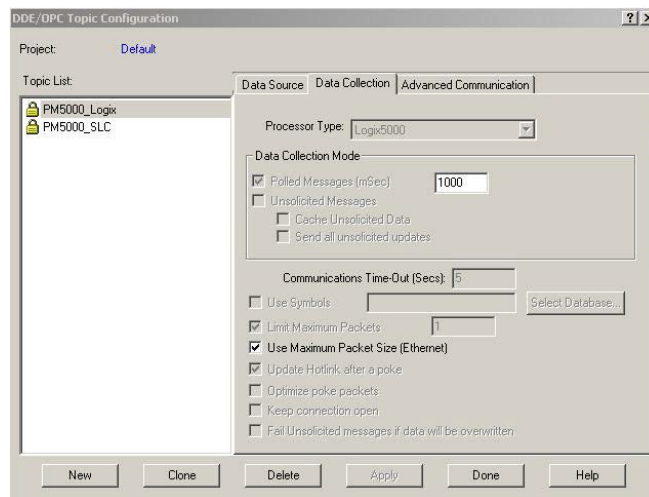 DDE/OPC Topic Configuration
Project: Default
Topic List:
PM5000_Logix
PM5000_SLC
Data Source
Data Collection
Advanced Communication
Processor Type: Logix5000
Data Collection Mode
Polled Messages (mSec) 1000
Unsolicited Messages
Cache Unsolicited Data
Send all unsolicited updates
Communications Time-Out (Secs): 5
Use Symbols Select Database...
Limit Maximum Packets 1
Use Maximum Packet Size (Ethernet)
Update Hotlink after a poke
Optimize poke packets
Keep connection open
Fail Unsolicited messages if data will be overwritten
New Clone Delete Apply Done Help